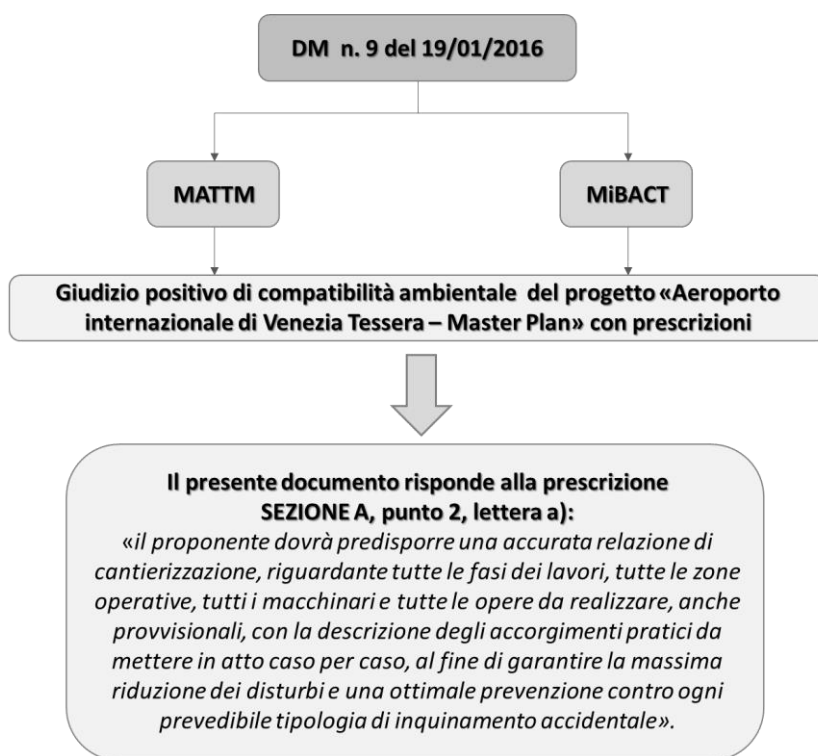 DM n. 9 del 19/01/2016
MATTM
MiBACT
Giudizio positivo di compatibilità ambientale del progetto «Aeroporto
internazionale di Venezia Tessera – Master Plan» con prescrizioni
Il presente documento risponde alla prescrizione
SEZIONE A, punto 2, lettera a):
«il proponente dovrà predisporre una accurata relazione di
cantierizzazione, riguardante tutte le fasi dei lavori, tutte le zone
operative, tutti i macchinari e tutte le opere da realizzare, anche
provvisionali, con la descrizione degli accorgimenti pratici da
mettere in atto caso per caso, al fine di garantire la massima
riduzione dei disturbi e una ottimale prevenzione contro ogni
prevedibile tipologia di inquinamento accidentale».